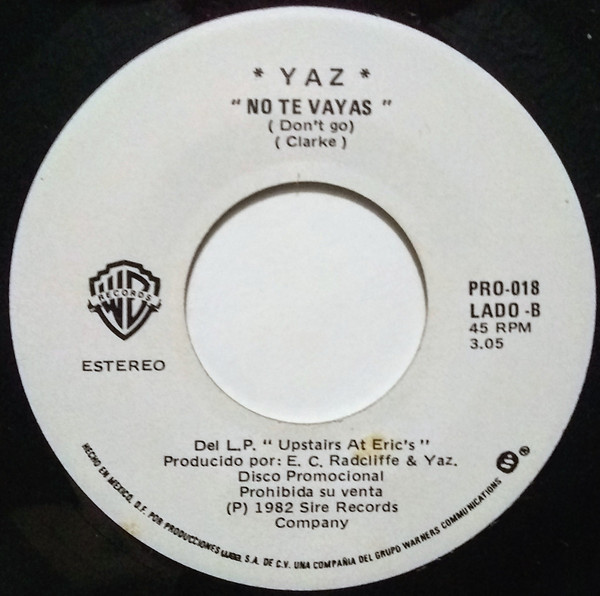 * YAZ *
" NO TE VAYAS "
( Don't go)
( Clarke )
WB
RECORDS
ESTEREO
PRO-018
LADO -B
45 RPM
3.05
Del L.P. " Upstairs At Eric's "
Producido por: E. C. Radcliffe & Yaz.
Disco Promocional
Prohibida su venta
(P) 1982 Sire Records
Company
HECHO EN MEXICO, D.F. POR PRODUCCIONES S.A. DE C.V. UNA COMPAÑIA DEL GRUPO WARNERS COMMUNICATIONS S ®